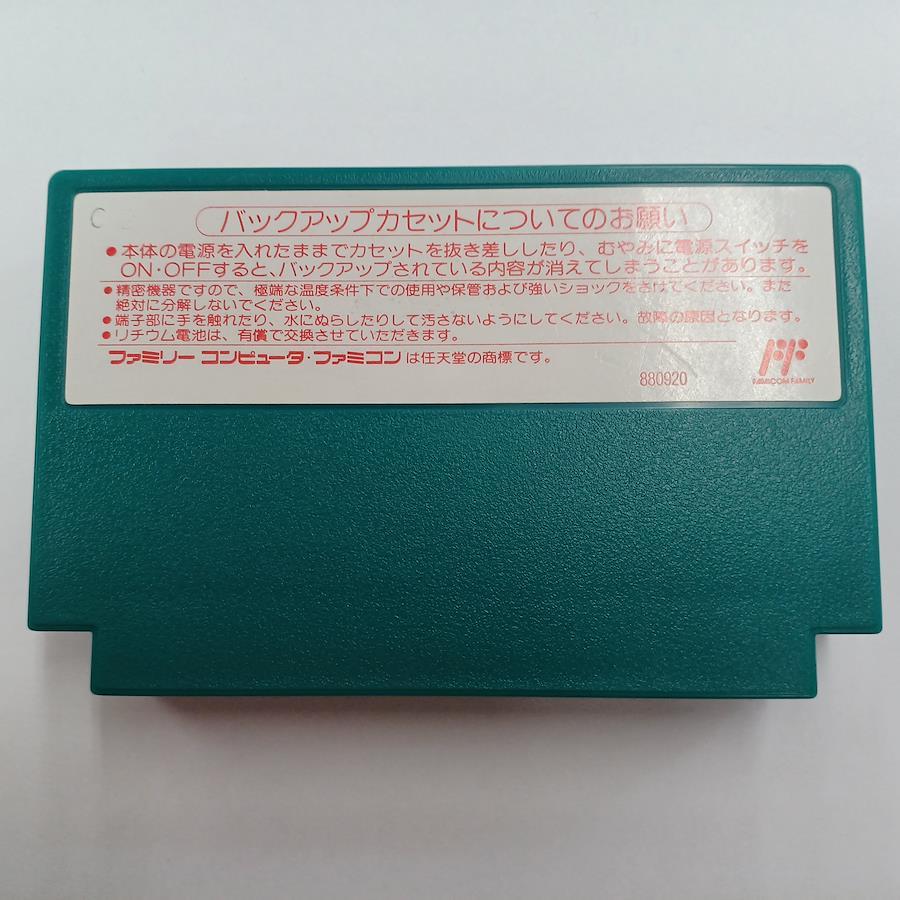 C
バックアップカセットについてのお願い
●本体の電源を入れたままでカセットを抜き差ししたり、むやみに電源スイッチを
ON・OFFすると、バックアップされている内容が消えてしまうことがあります。
●精密機器ですので、極端な温度条件下での使用や保管および強いショックをさけてください。また
絶対に分解しないでください。
●端子部に手を触れたり、水にぬらしたりして汚さないようにしてください。故障の原因となります。
●リチウム電池は、有償で交換させていただきます。
ファミリー コンピュータ・ファミコン は任天堂の商標です。
880920
FAMICOM FAMILY